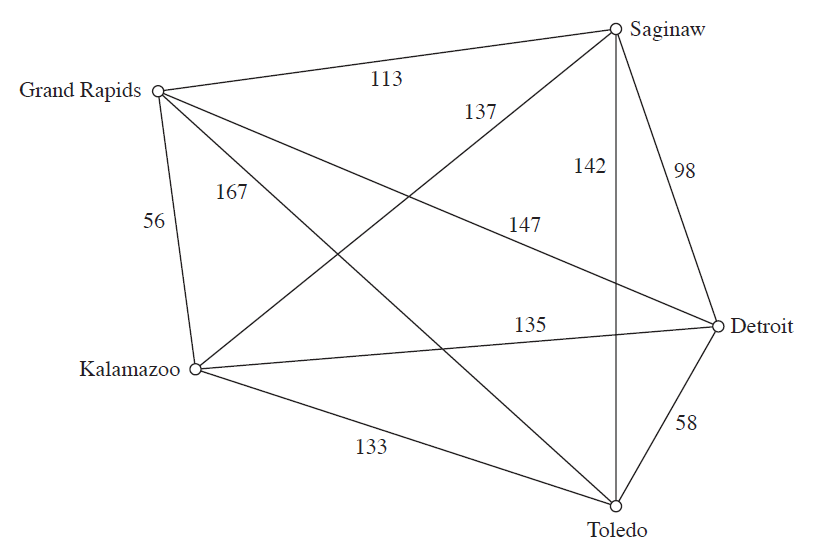 Saginaw
Grand Rapids
113
137
142
98
167
56
147
135
Detroit
Kalamazoo
58
133
Toledo